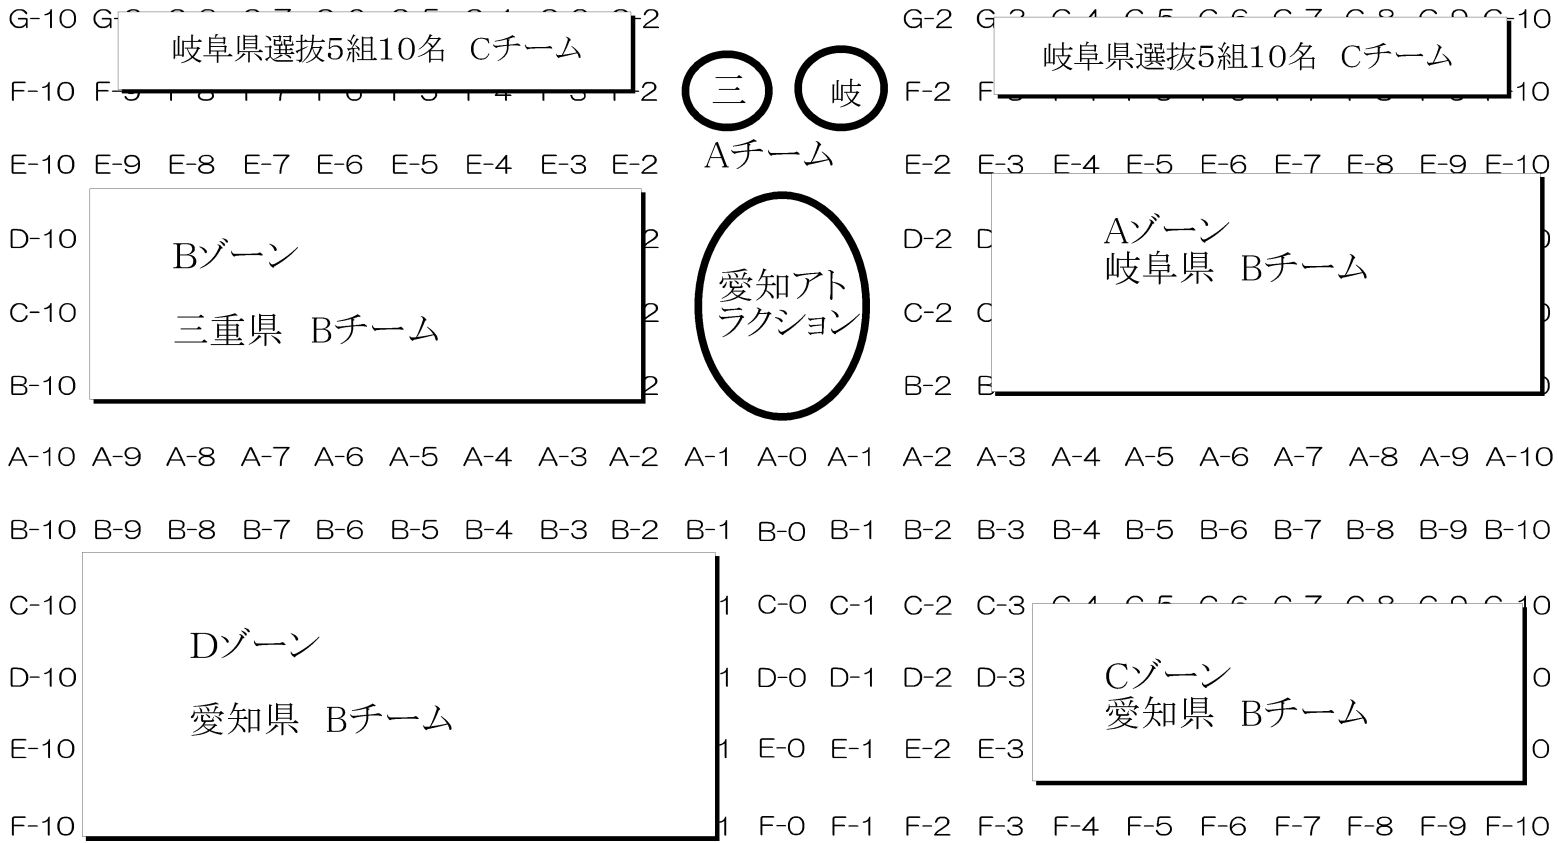 G-10 G-2 G-2 G-10
岐阜県選抜5組10名 Cチーム
岐阜県選抜5組10名 Cチーム
三 岐
F-10 F-2 F-10
Aチーム
E-10 E-9 E-8 E-7 E-6 E-5 E-4 E-3 E-2 E-2 E-3 E-4 E-5 E-6 E-7 E-8 E-9 E-10
D-10 D-2
Bゾーン
三重県 Bチーム
愛知アト
ラクション
Aゾーン
岐阜県 Bチーム
C-10 C-2
B-10 B-2
A-10 A-9 A-8 A-7 A-6 A-5 A-4 A-3 A-2 A-1 A-0 A-1 A-2 A-3 A-4 A-5 A-6 A-7 A-8 A-9 A-10
B-10 B-9 B-8 B-7 B-6 B-5 B-4 B-3 B-2 B-1 B-0 B-1 B-2 B-3 B-4 B-5 B-6 B-7 B-8 B-9 B-10
C-10 C-0 C-1 C-2 C-3
Dゾーン
愛知県 Bチーム
Cゾーン
愛知県 Bチーム
D-10 D-0 D-1 D-2 D-3
E-10 E-0 E-1 E-2 E-3
F-10 F-0 F-1 F-2 F-3 F-4 F-5 F-6 F-7 F-8 F-9 F-10